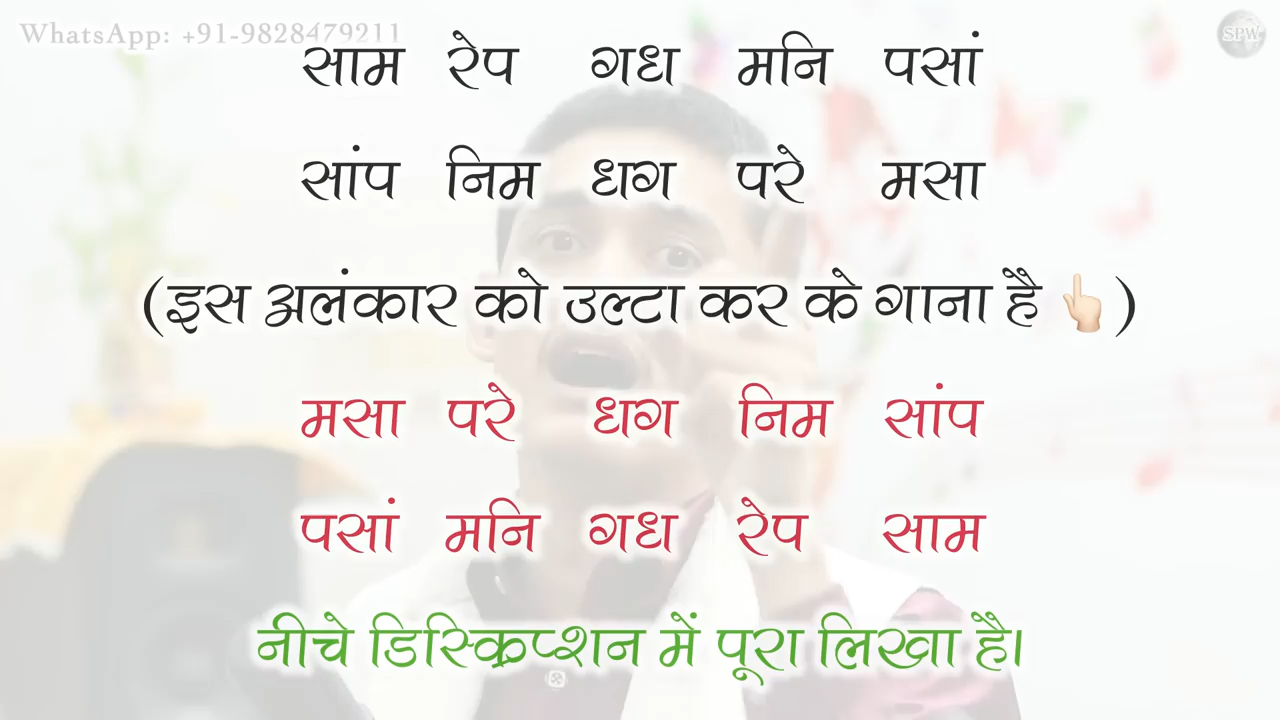 WhatsApp: +91-9828479211
SPW
साम रेप गध मनि पसां
सांप निम धग परे मसा
(इस अलंकार को उल्टा कर के गाना है 👆🏻)
मसा परे धग निम सांप
पसां मनि गध रेप साम
नीचे डिस्क्रिप्शन में पूरा लिखा है।